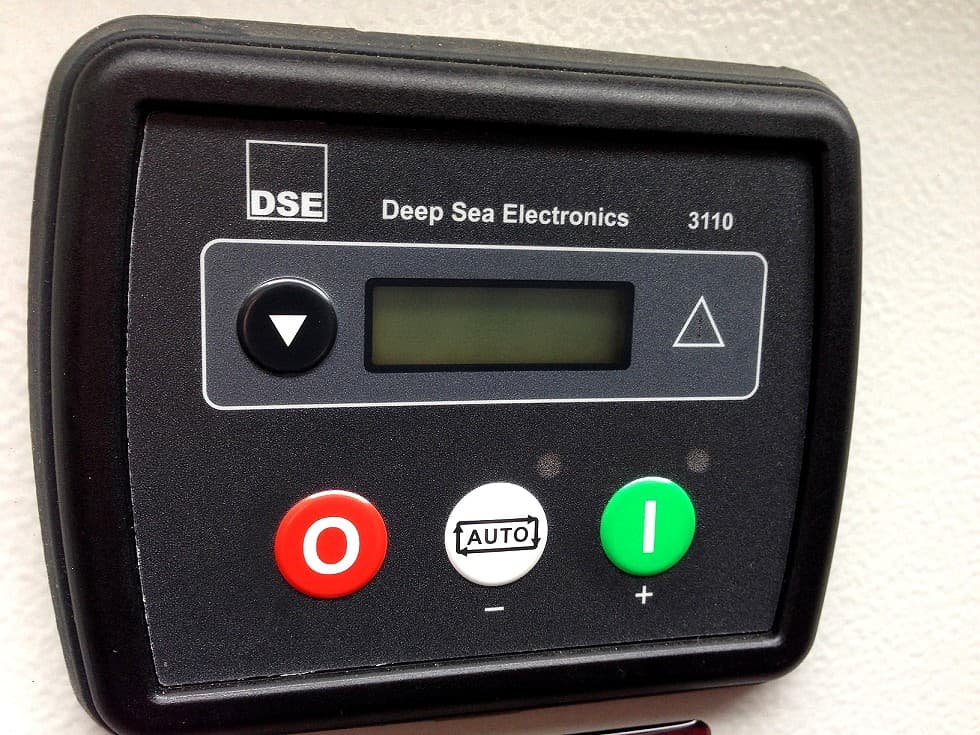 DSE
Deep Sea Electronics
3110
O
AUTO
I
−
+